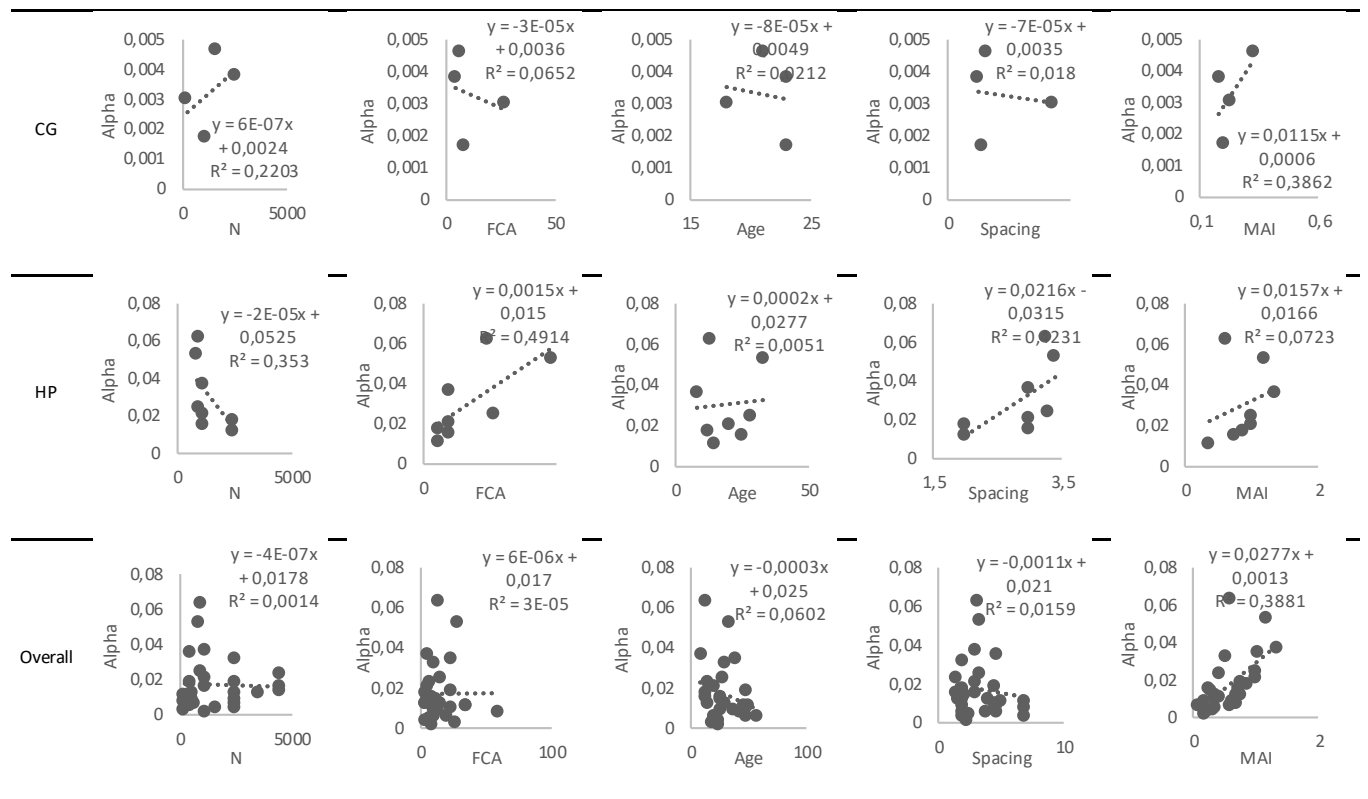 CG
Alpha
0,005
0,004
0,003
0,002
0,001
0
y = 6E-07x
+ 0,0024
R² = 0,2203
0
5000
N
Alpha
0,005
0,004
0,003
0,002
0,001
0
y = -3E-05x
+ 0,0036
R² = 0,0652
0
50
FCA
Alpha
0,005
0,004
0,003
0,002
0,001
0
y = -8E-05x +
0,0049
R² = 0,0212
15
25
Age
Alpha
0,005
0,004
0,003
0,002
0,001
0
y = -7E-05x +
0,0035
R² = 0,018
0
Spacing
Alpha
0,005
0,004
0,003
0,002
0,001
0
y = 0,0115x +
0,0006
R² = 0,3862
0,1
0,6
MAI
HP
Alpha
0,08
0,06
0,04
0,02
0
y = -2E-05x +
0,0525
R² = 0,353
0
5000
N
Alpha
0,08
0,06
0,04
0,02
0
y = 0,0015x +
0,015
R² = 0,4914
0
FCA
Alpha
0,08
0,06
0,04
0,02
0
y = 0,0002x +
0,0277
R² = 0,0051
0
50
Age
Alpha
0,08
0,06
0,04
0,02
0
y = 0,0216x -
0,0315
R² =
1,5
3,5
Spacing
Alpha
0,08
0,06
0,04
0,02
0
y = 0,0157x +
0,0166
R² = 0,0723
0
2
MAI
Overall
Alpha
0,08
0,06
0,04
0,02
0
y = -4E-07x
+ 0,0178
R² = 0,0014
0
5000
N
Alpha
0,08
0,06
0,04
0,02
0
y = 6E-06x +
0,017
R² = 3E-05
0
100
FCA
Alpha
0,08
0,06
0,04
0,02
0
y = -0,0003x
+ 0,025
R² = 0,0602
0
100
Age
Alpha
0,08
0,06
0,04
0,02
0
y = -0,0011x +
0,021
R² = 0,0159
0
10
Spacing
Alpha
0,08
0,06
0,04
0,02
0
y = 0,0277x +
0,0013
R² = 0,3881
0
2
MAI